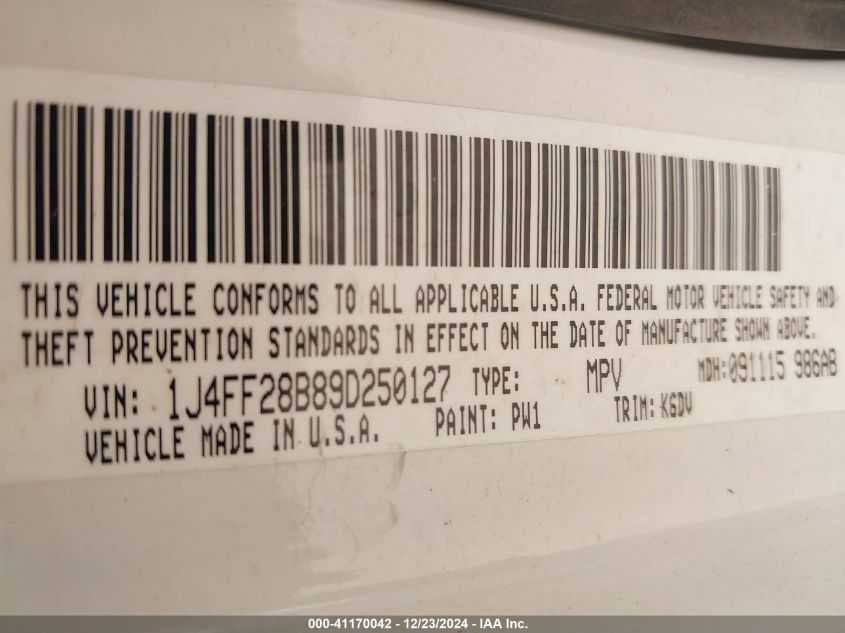 THIS VEHICLE CONFORMS TO ALL APPLICABLE U.S.A. FEDERAL MOTOR VEHICLE SAFETY AND
THEFT PREVENTION STANDARDS IN EFFECT ON THE DATE OF MANUFACTURE SHOWN ABOVE.
VIN: 1J4FF28B89D250127 TYPE: MPV MDH:091115 986AB
VEHICLE MADE IN U.S.A. PAINT: PW1 TRIM: K6DV
000-41170042 - 12/23/2024 - IAA Inc.